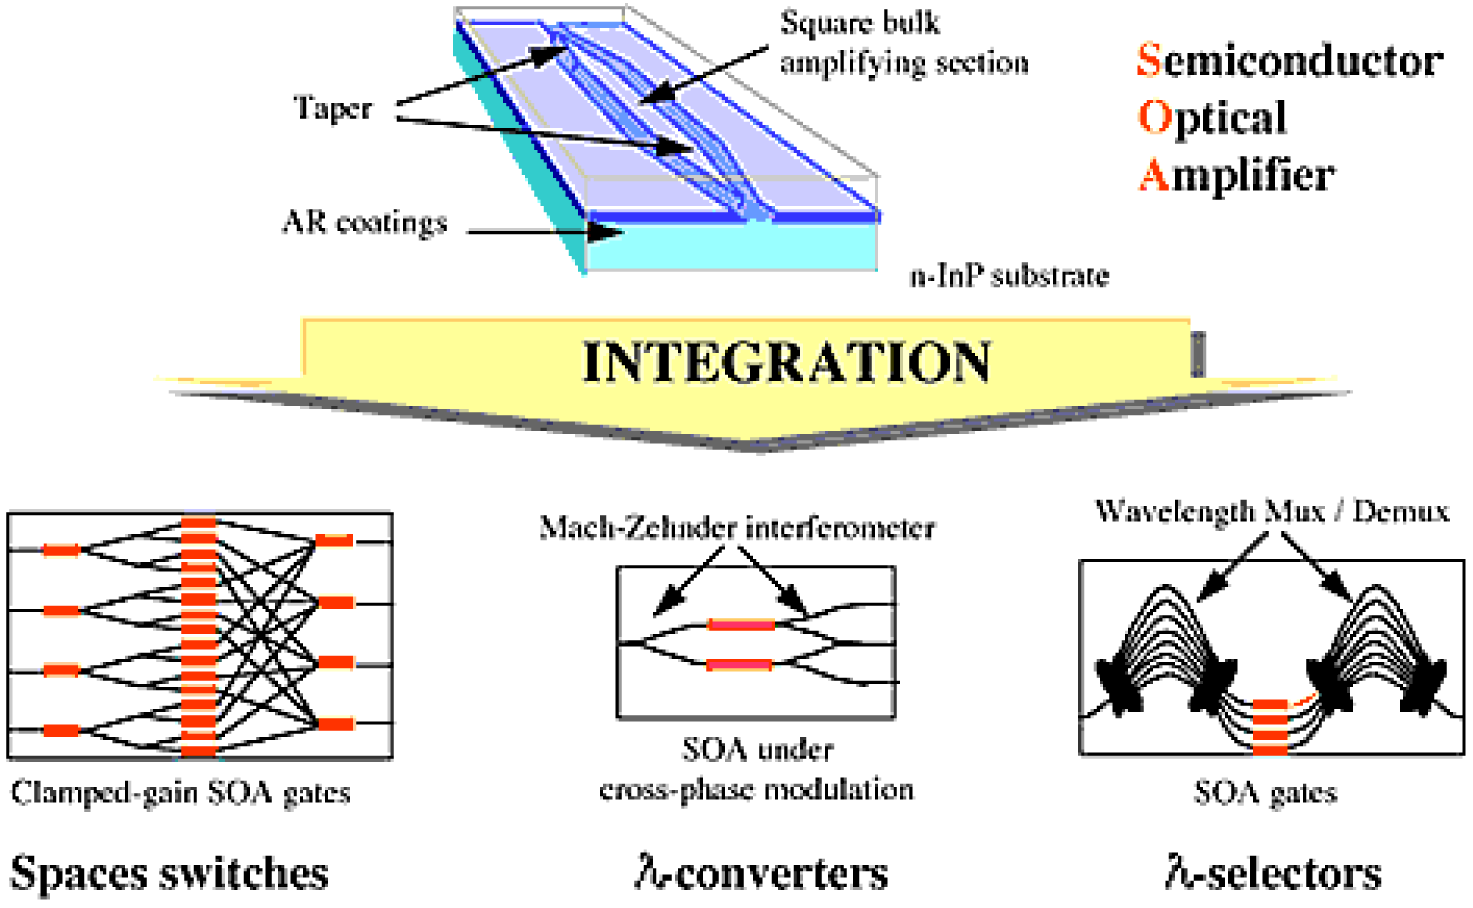 Square bulk
amplifying section
Semiconductor
Optical
Amplifier
Taper
AR coatings
n-InP substrate
INTEGRATION
Mach-Zehnder interferometer
Wavelength Mux / Demux
SOA under
cross-phase modulation
Clamped-gain SOA gates
SOA gates
Spaces switches
λ-converters
λ-selectors